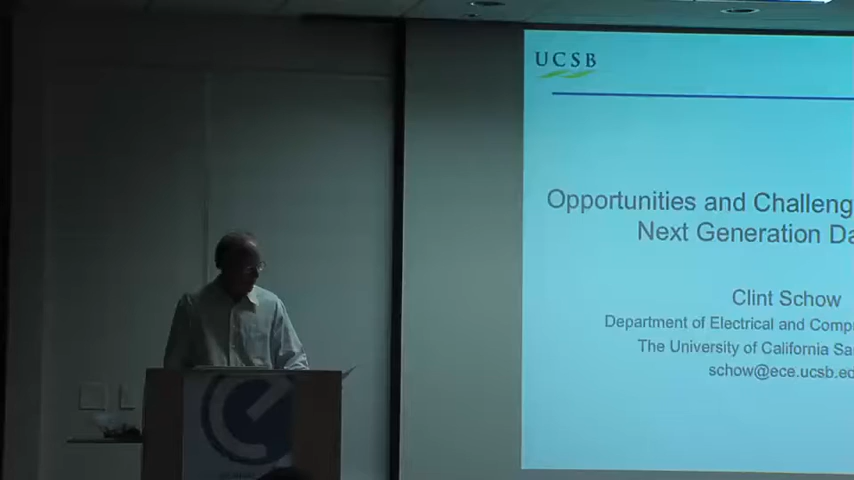 UCSB
Opportunities and Challeng
Next Generation Da
Clint Schow
Department of Electrical and Comp
The University of California Sa
schow@ece.ucsb.ed